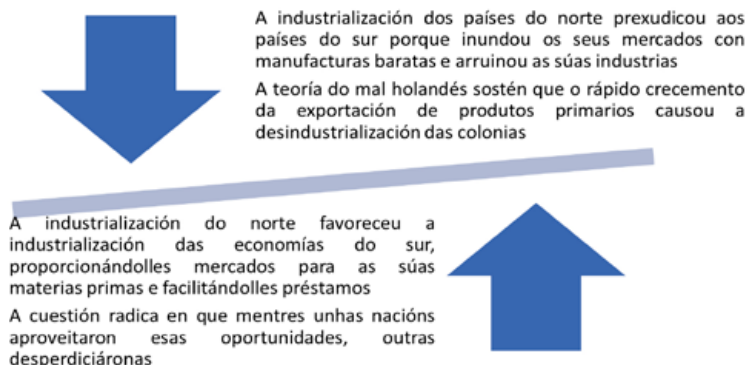 A industrialización dos países do norte prexudicou aos
países do sur porque inundou os seus mercados con
manufacturas baratas e arruinou as súas industrias
A teoría do mal holandés sostén que o rápido crecemento
da exportación de produtos primarios causou a
desindustrialización das colonias
A industrialización do norte favoreceu a
industrialización das economías do sur,
proporcionándolles mercados para as súas
materias primas e facilitándolles préstamos
A cuestión radica en que mentres unhas nacións
aproveitaron esas oportunidades, outras
desperdiciáronas